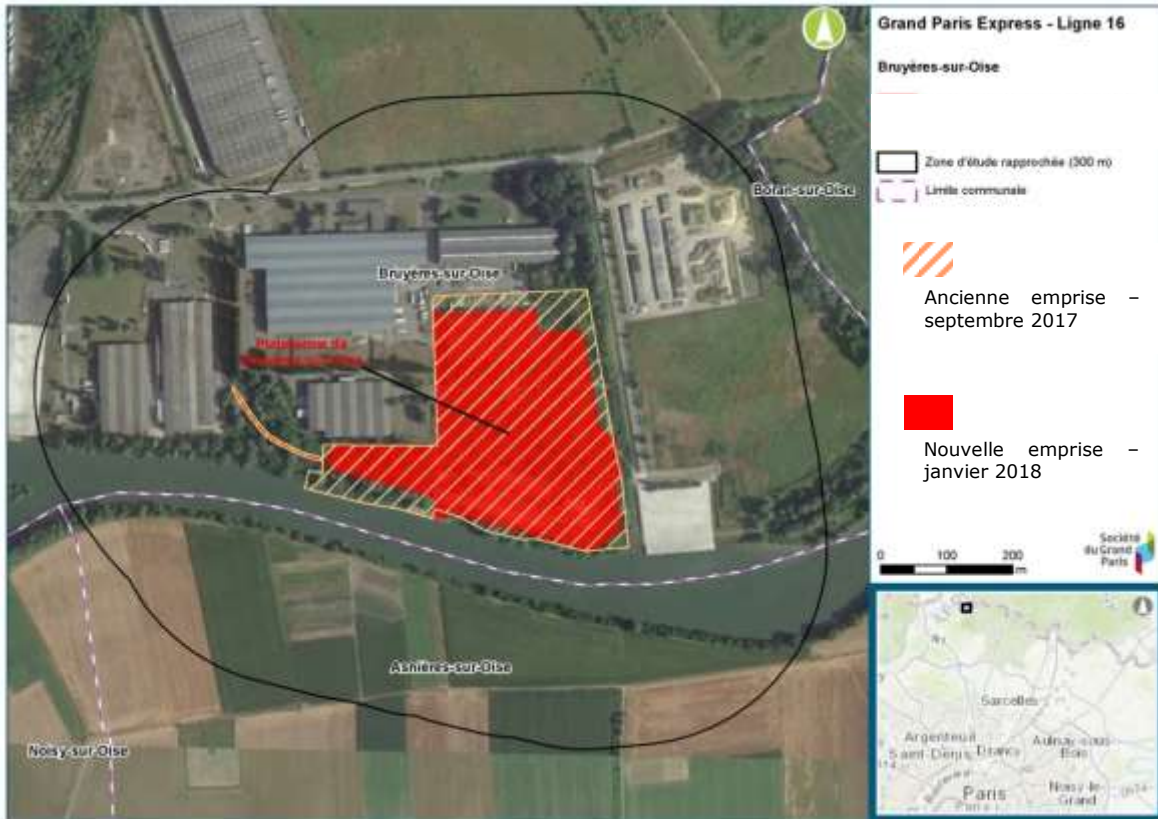 Grand Paris Express - Ligne 16
Bruyères-sur-Oise
Zone d'étude rapprochée (300 m)
Limite communale
Ancienne emprise –
septembre 2017
Nouvelle emprise –
janvier 2018
0 100 200
m
Société
du Grand
Paris
Boran-sur-Oise
Bruyères-sur-Oise
Plateforme de
Asnières-sur-Oise
Noisy-sur-Oise
Sarcelles
Argenteuil
Saint-Denis
Drancy
Aulnay-sous-
Bois
Paris
Noisy-le-
Grand